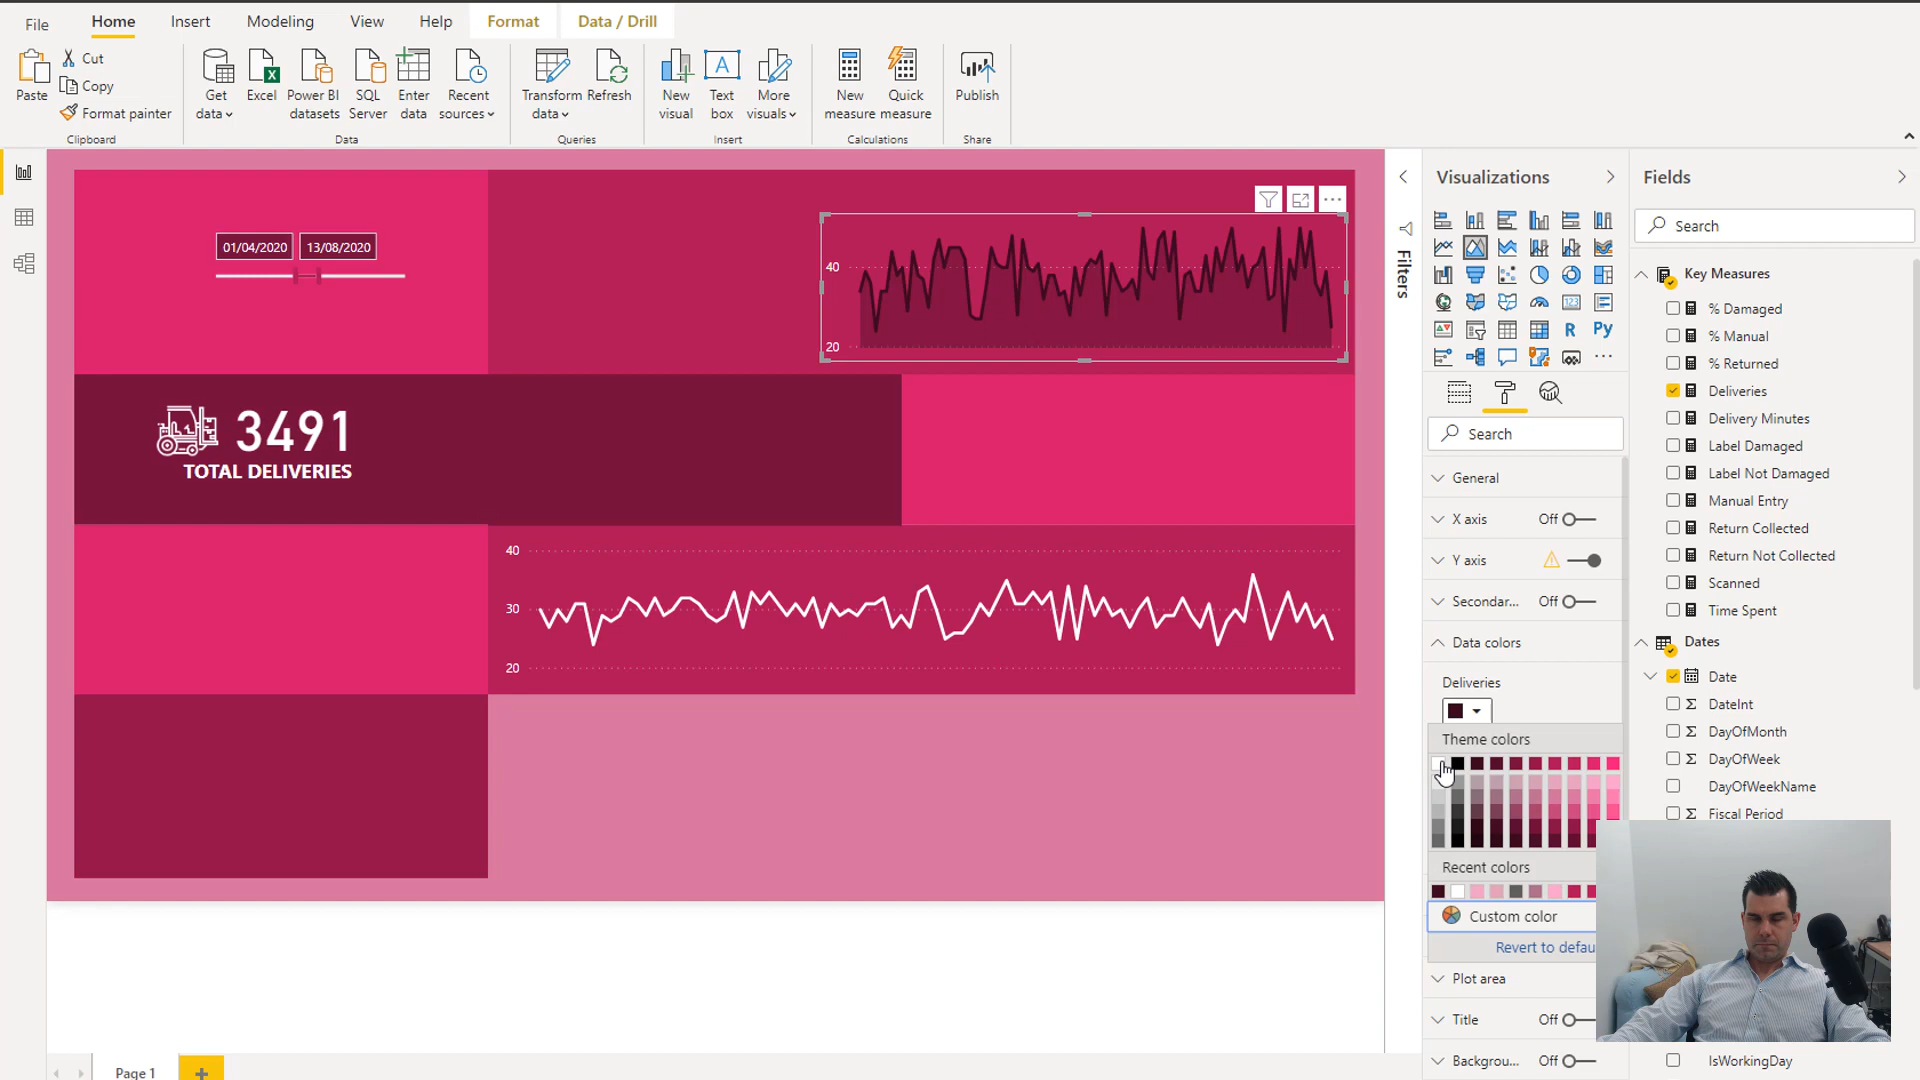 File
Home
Insert
Modeling
View
Help
Format
Data / Drill
Paste
Cut
Copy
Format painter
Clipboard
Get data
Excel
Power BI datasets
SQL Server
Enter data
Recent sources
Data
Transform data
Refresh
Queries
New visual
Text box
More visuals
Insert
New measure
Quick measure
Calculations
Publish
Share
01/04/2020
13/08/2020
40
20
3491
TOTAL DELIVERIES
40
30
20
Filters
Visualizations
R
Py
123
Search
General
X axis Off
Y axis
Secondar... Off
Data colors
Deliveries
Theme colors
Recent colors
Custom color
Revert to defau
Plot area
Title Off
Backgrou... Off
Fields
Search
Key Measures
% Damaged
% Manual
% Returned
Deliveries
Delivery Minutes
Label Damaged
Label Not Damaged
Manual Entry
Return Collected
Return Not Collected
Scanned
Time Spent
Dates
Date
DateInt
DayOfMonth
DayOfWeek
DayOfWeekName
Fiscal Period
IsWorkingDay
Page 1